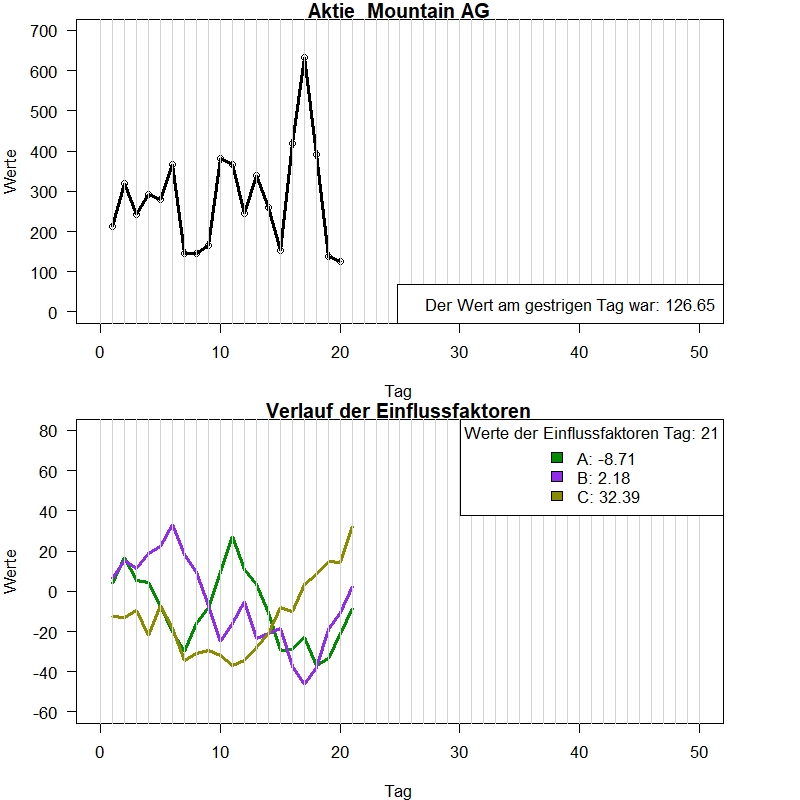 Aktie  Mountain AG
Werte
700
600
500
400
300
200
100
0
Der Wert am gestrigen Tag war: 126.65
0 10 20 30 40 50
Tag
Verlauf der Einflussfaktoren
Werte
80
60
40
20
0
-20
-40
-60
Werte der Einflussfaktoren Tag: 21
A: -8.71
B: 2.18
C: 32.39
0 10 20 30 40 50
Tag